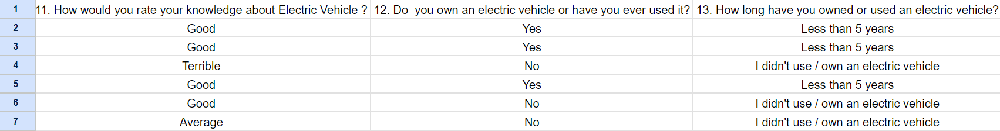 1 11. How would you rate your knowledge about Electric Vehicle ? 12. Do  you own an electric vehicle or have you ever used it? 13. How long have you owned or used an electric vehicle?
2 Good Yes Less than 5 years
3 Good Yes Less than 5 years
4 Terrible No I didn't use / own an electric vehicle
5 Good Yes Less than 5 years
6 Good No I didn't use / own an electric vehicle
7 Average No I didn't use / own an electric vehicle